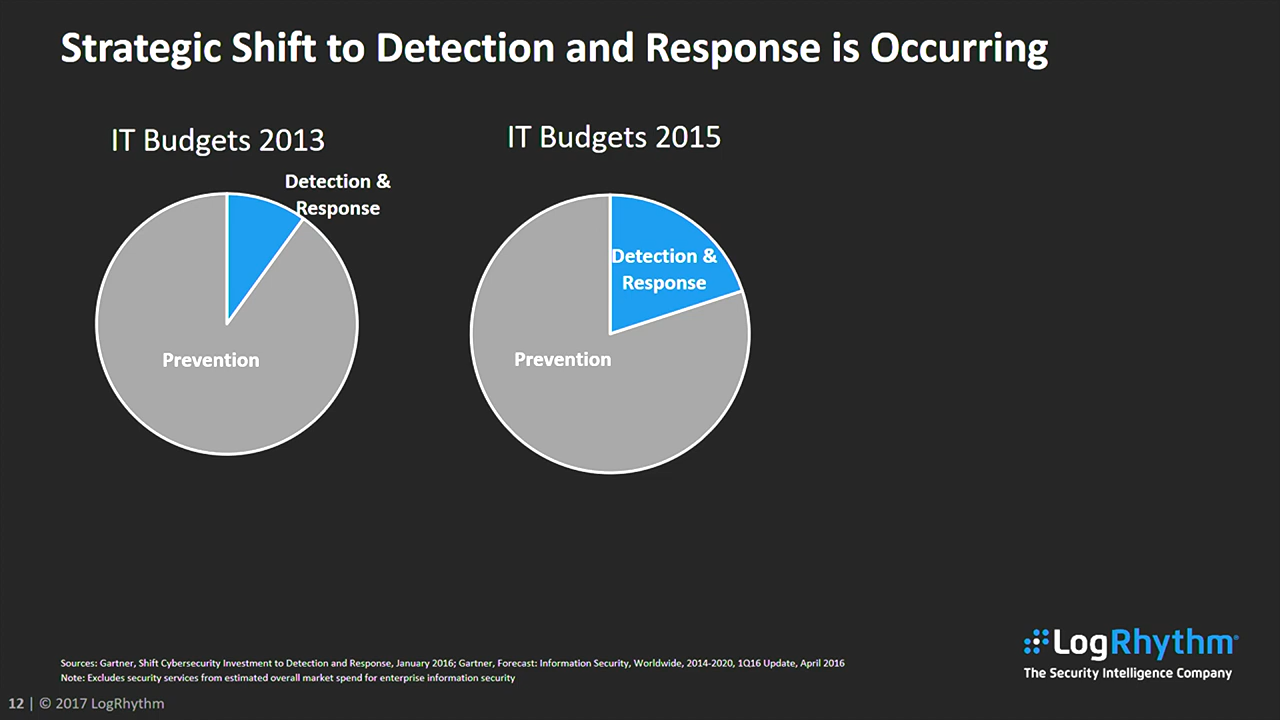 Strategic Shift to Detection and Response is Occurring
IT Budgets 2013
Detection &
Response
Prevention
IT Budgets 2015
Detection &
Response
Prevention
Sources: Gartner, Shift Cybersecurity Investment to Detection and Response, January 2016; Gartner, Forecast: Information Security, Worldwide, 2014-2020, 1Q16 Update, April 2016
Note: Excludes security services from estimated overall market spend for enterprise information security
LogRhythm
The Security Intelligence Company
12 | © 2017 LogRhythm